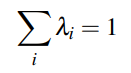 ∑_i λ_i = 1